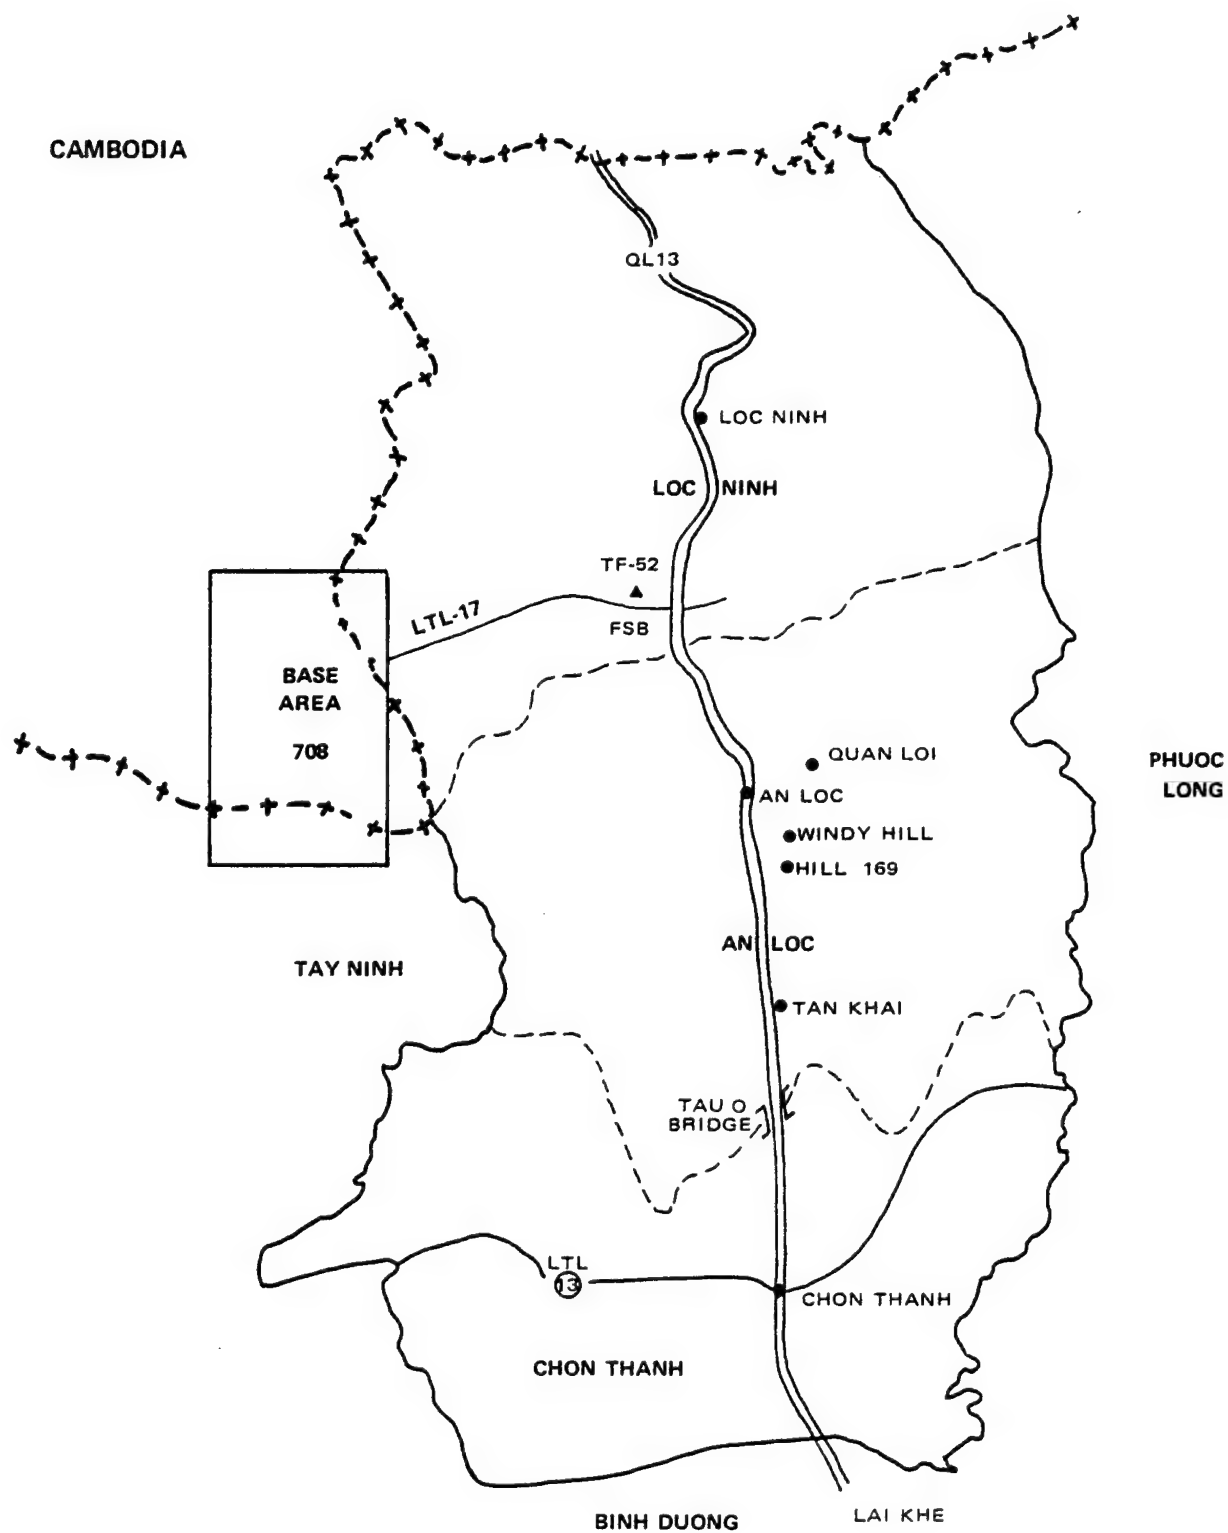 CAMBODIA
QL13
LOC NINH
LOC NINH
TF-52
LTL-17
FSB
BASE
AREA
708
QUAN LOI
PHUOC
LONG
AN LOC
WINDY HILL
HILL 169
AN LOC
TAY NINH
TAN KHAI
TAU O
BRIDGE
LTL
13
CHON THANH
CHON THANH
LAI KHE
BINH DUONG